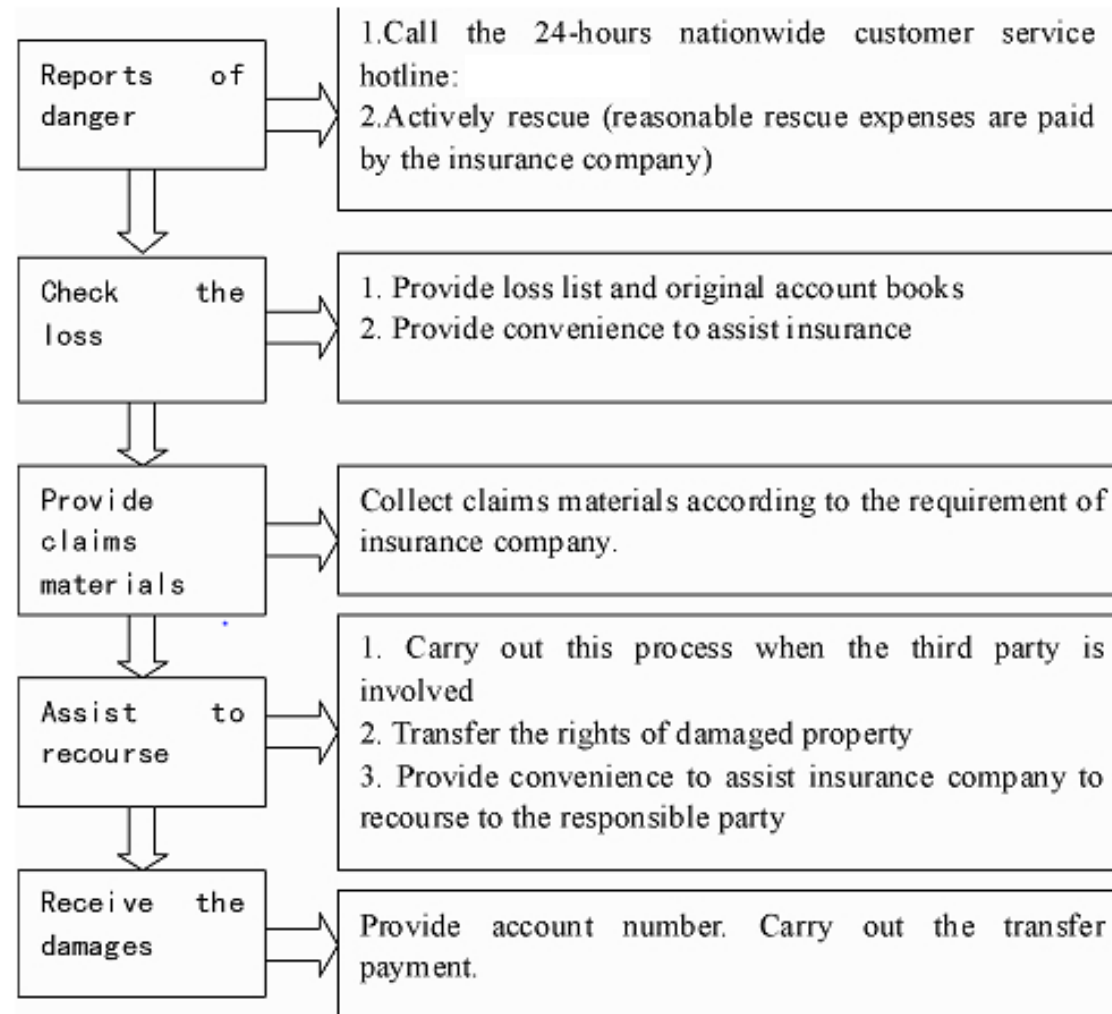 Reports of
danger
1.Call the 24-hours nationwide customer service
hotline:
2.Actively rescue (reasonable rescue expenses are paid
by the insurance company)
Check the
loss
1. Provide loss list and original account books
2. Provide convenience to assist insurance
Provide
claims
materials
Collect claims materials according to the requirement of
insurance company.
Assist to
recourse
1. Carry out this process when the third party is
involved
2. Transfer the rights of damaged property
3. Provide convenience to assist insurance company to
recourse to the responsible party
Receive the
damages
Provide account number. Carry out the transfer
payment.